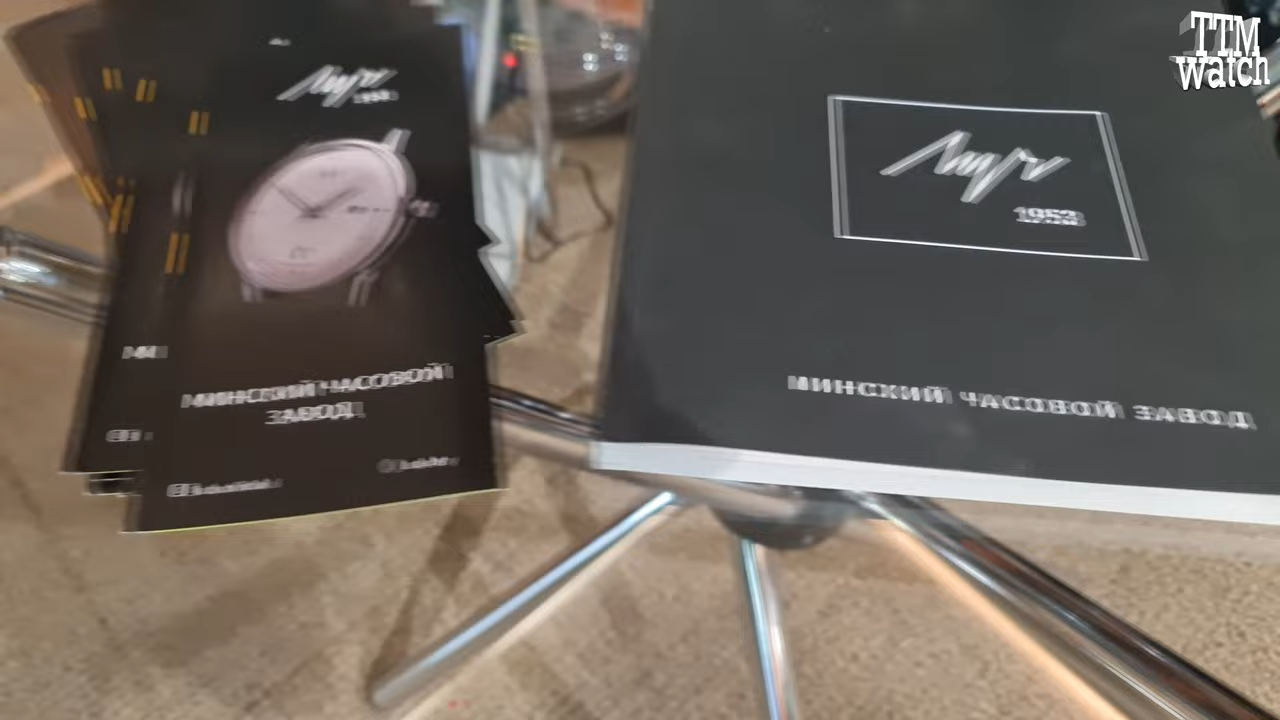 Луч
1953
МИНСКИЙ ЧАСОВОЙ
ЗАВОД
Луч
1953
МИНСКИЙ ЧАСОВОЙ ЗАВОД
TTM
watch